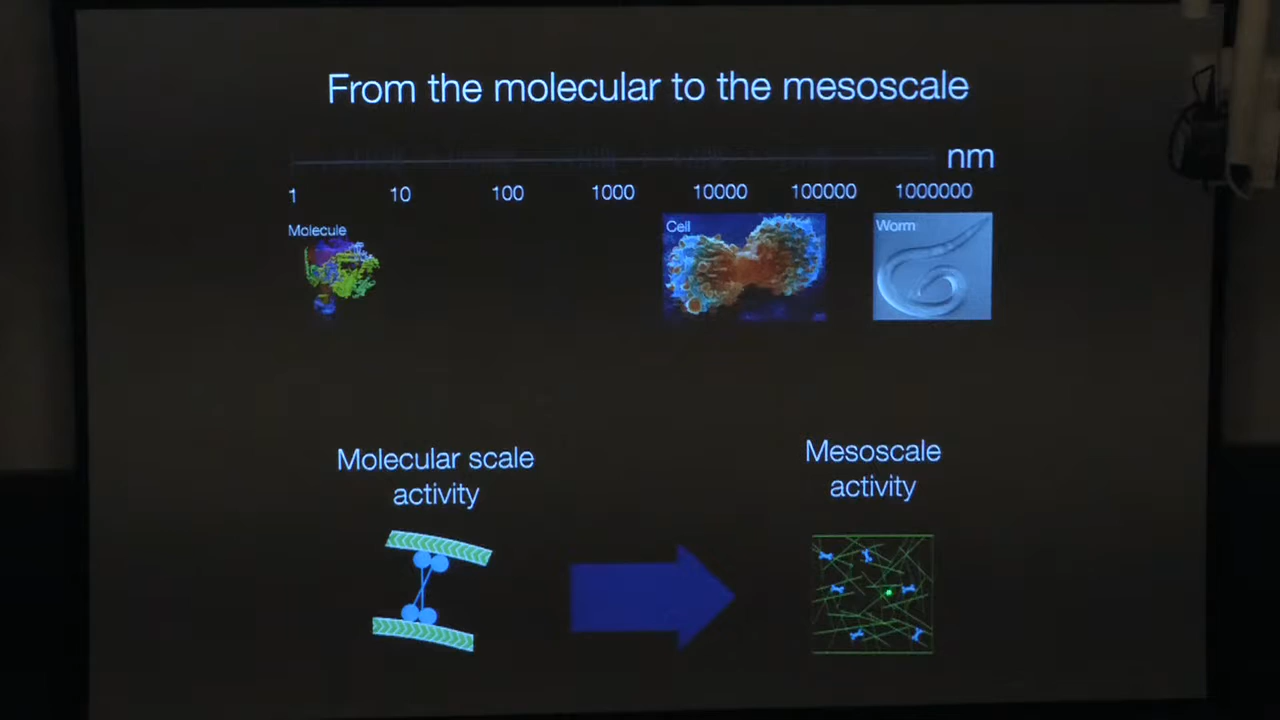 From the molecular to the mesoscale
nm
1 10 100 1000 10000 100000 1000000
Molecule
Cell
Worm
Molecular scale
activity
Mesoscale
activity